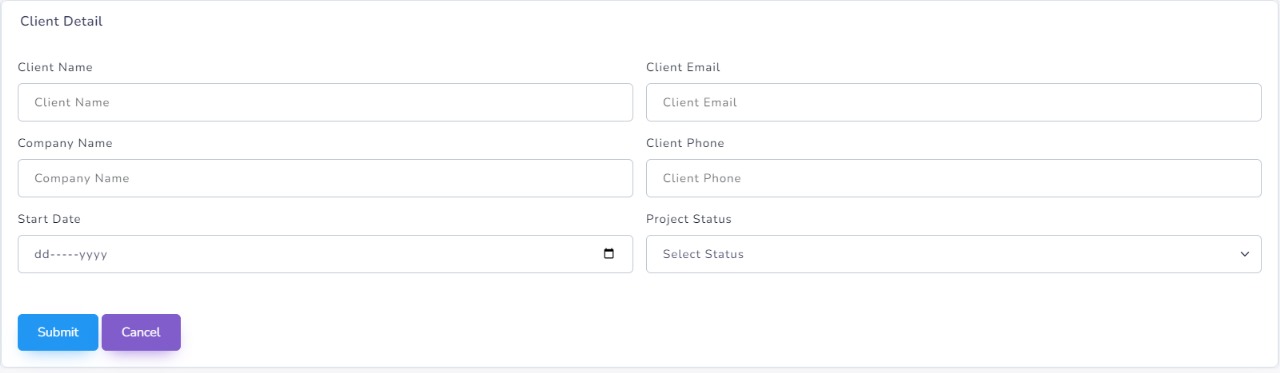 Client Detail
Client Name
Client Email
Client Name
Client Email
Company Name
Client Phone
Company Name
Client Phone
Start Date
Project Status
dd-----yyyy
Select Status
Submit
Cancel